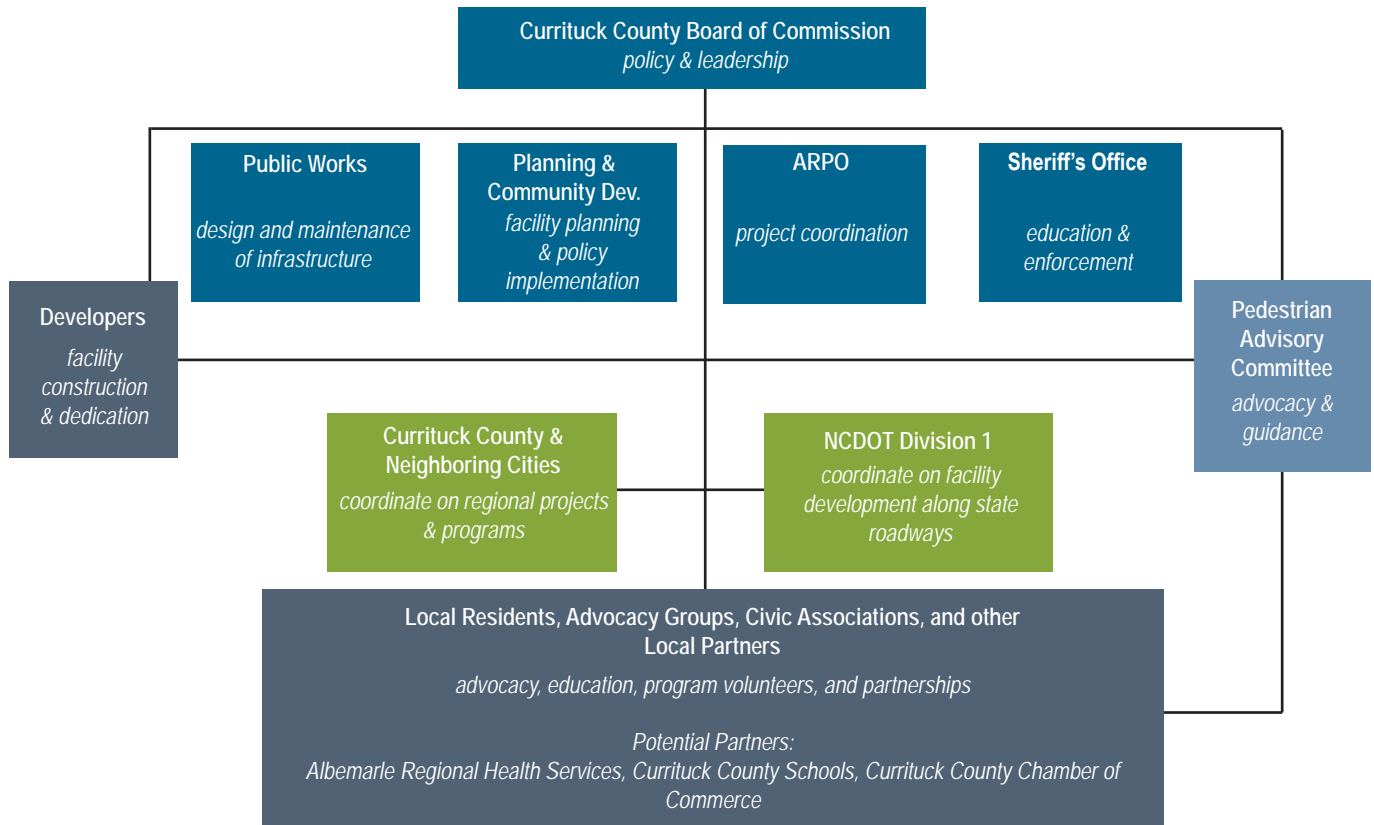 Currituck County Board of Commission
policy & leadership
Public Works
design and maintenance
of infrastructure
Planning &
Community Dev.
facility planning
& policy
implementation
ARPO
project coordination
Sheriff's Office
education &
enforcement
Developers
facility
construction
& dedication
Pedestrian
Advisory
Committee
advocacy &
guidance
Currituck County &
Neighboring Cities
coordinate on regional projects
& programs
NCDOT Division 1
coordinate on facility
development along state
roadways
Local Residents, Advocacy Groups, Civic Associations, and other
Local Partners
advocacy, education, program volunteers, and partnerships
Potential Partners:
Albemarle Regional Health Services, Currituck County Schools, Currituck County Chamber of
Commerce